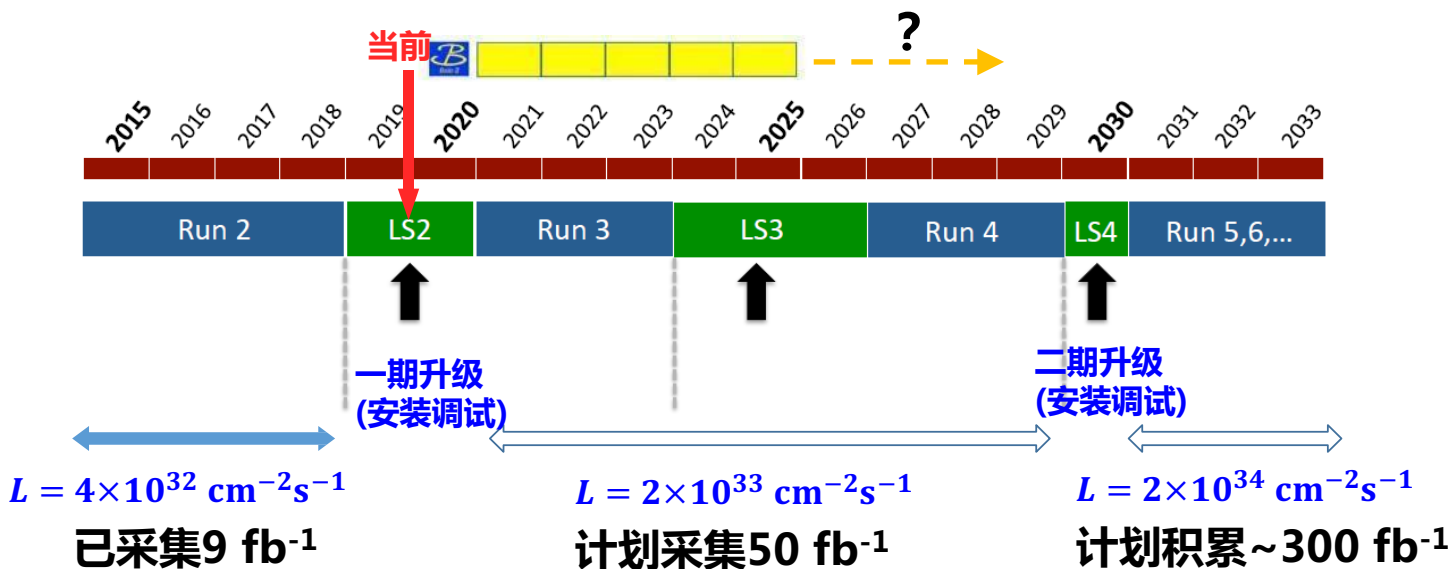 当前
B
Belle 2
?
2015 2016 2017 2018 2019 2020 2021 2022 2023 2024 2025 2026 2027 2028 2029 2030 2031 2032 2033
Run 2 LS2 Run 3 LS3 Run 4 LS4 Run 5,6,...
一期升级
(安装调试)
二期升级
(安装调试)
L = 4×10³² cm⁻²s⁻¹
L = 2×10³³ cm⁻²s⁻¹
L = 2×10³⁴ cm⁻²s⁻¹
已采集9 fb⁻¹
计划采集50 fb⁻¹
计划积累~300 fb⁻¹